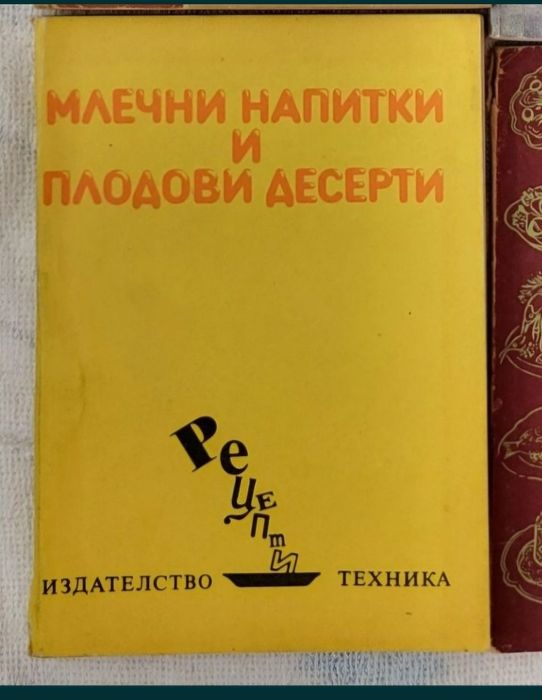 МЛЕЧНИ НАПИТКИ
И
ПЛОДОВИ ДЕСЕРТИ
Рецепти
ИЗДАТЕЛСТВО ТЕХНИКА